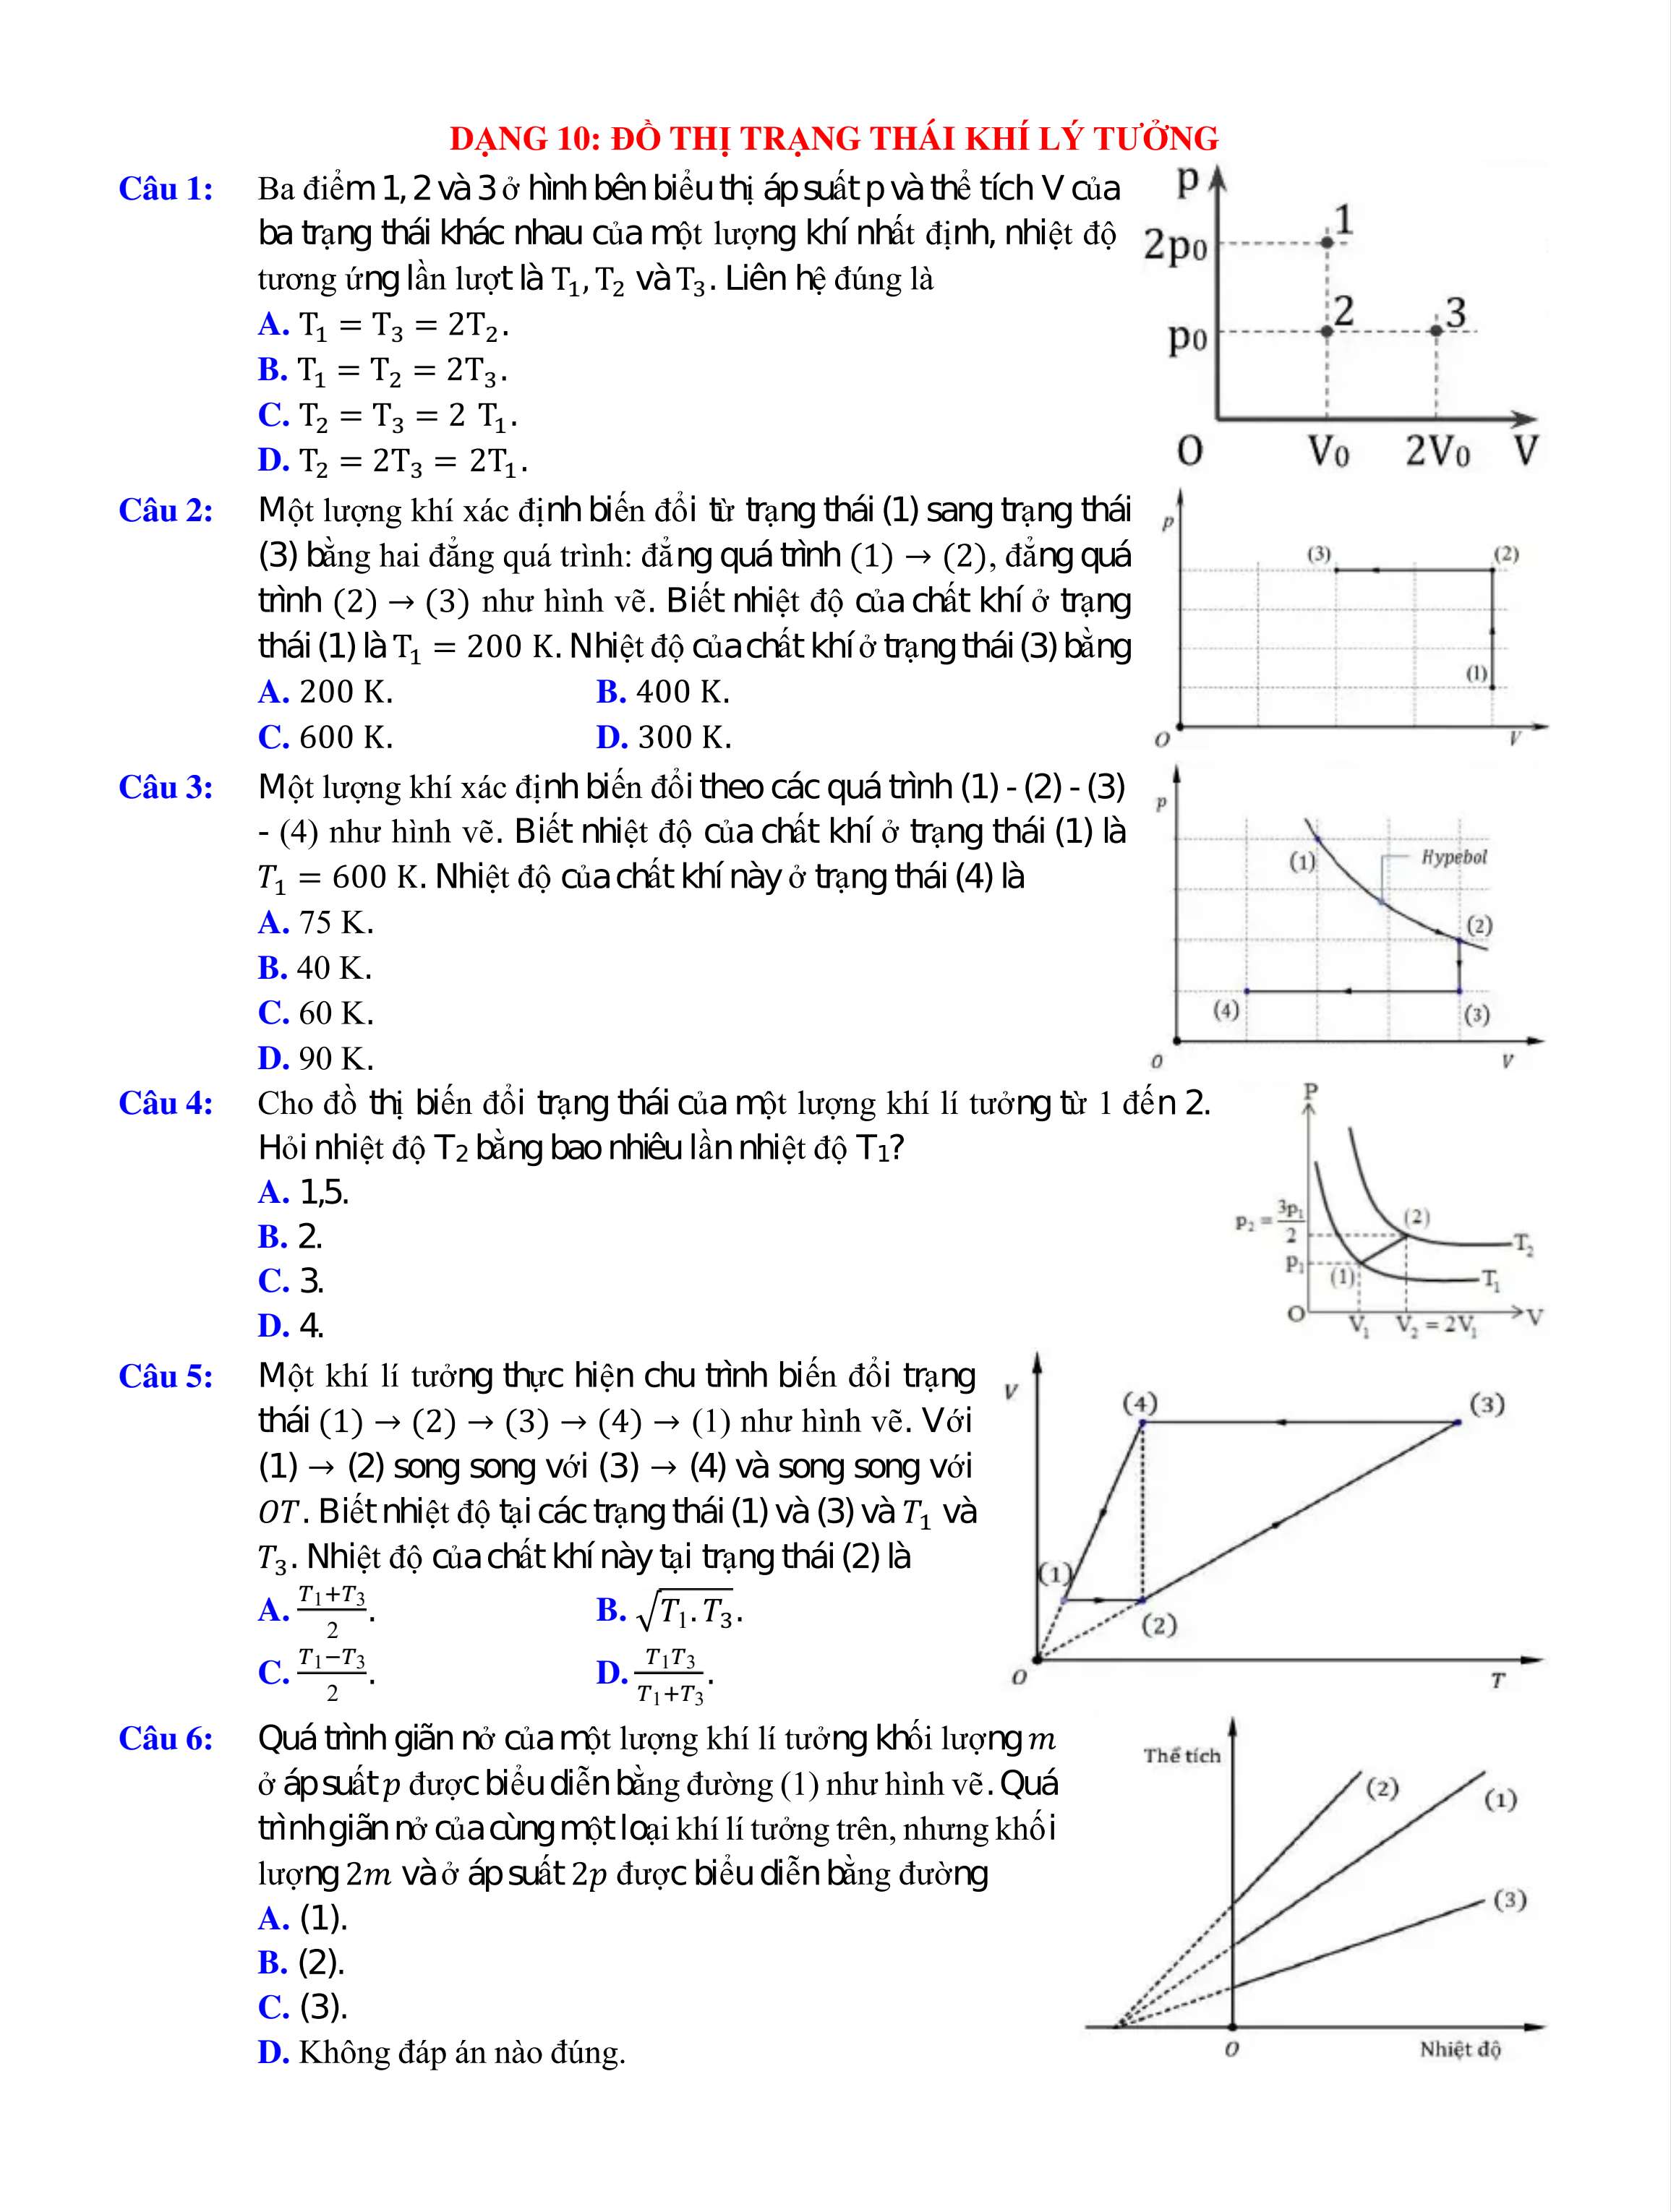 DẠNG 10: ĐỒ THỊ TRẠNG THÁI KHÍ LÝ TƯỞNG
Câu 1: Ba điểm 1, 2 và 3 ở hình bên biểu thị áp suất p và thể tích V của
ba trạng thái khác nhau của một lượng khí nhất định, nhiệt độ
tương ứng lần lượt là T₁, T₂ và T₃. Liên hệ đúng là
A. T₁ = T₃ = 2T₂.
B. T₁ = T₂ = 2T₃.
C. T₂ = T₃ = 2 T₁.
D. T₂ = 2T₃ = 2T₁.
p
2p₀
p₀
1
2
3
O
V₀
2V₀
V
Câu 2: Một lượng khí xác định biến đổi từ trạng thái (1) sang trạng thái
(3) bằng hai đẳng quá trình: đẳng quá trình (1) → (2), đẳng quá
trình (2) → (3) như hình vẽ. Biết nhiệt độ của chất khí ở trạng
thái (1) là T₁ = 200 K. Nhiệt độ của chất khí ở trạng thái (3) bằng
A. 200 K. B. 400 K.
C. 600 K. D. 300 K.
p
(3)
(2)
(1)
O
V
Câu 3: Một lượng khí xác định biến đổi theo các quá trình (1) - (2) - (3)
- (4) như hình vẽ. Biết nhiệt độ của chất khí ở trạng thái (1) là
T₁ = 600 K. Nhiệt độ của chất khí này ở trạng thái (4) là
A. 75 K.
B. 40 K.
C. 60 K.
D. 90 K.
p
(1)
Hypebol
(2)
(4)
(3)
O
V
Câu 4: Cho đồ thị biến đổi trạng thái của một lượng khí lí tưởng từ 1 đến 2.
Hỏi nhiệt độ T₂ bằng bao nhiêu lần nhiệt độ T₁?
A. 1,5.
B. 2.
C. 3.
D. 4.
P
p₂ = 3p₁/2
(2)
T₂
p₁
(1)
T₁
O
V₁
V₂ = 2V₁
V
Câu 5: Một khí lí tưởng thực hiện chu trình biến đổi trạng
thái (1) → (2) → (3) → (4) → (1) như hình vẽ. Với
(1) → (2) song song với (3) → (4) và song song với
OT. Biết nhiệt độ tại các trạng thái (1) và (3) và T₁ và
T₃. Nhiệt độ của chất khí này tại trạng thái (2) là
A. (T₁+T₃)/2. B. √(T₁.T₃).
C. (T₁−T₃)/2. D. T₁T₃/(T₁+T₃).
V
(4)
(3)
(1)
(2)
O
T
Câu 6: Quá trình giãn nở của một lượng khí lí tưởng khối lượng m
ở áp suất p được biểu diễn bằng đường (1) như hình vẽ. Quá
trình giãn nở của cùng một loại khí lí tưởng trên, nhưng khối
lượng 2m và ở áp suất 2p được biểu diễn bằng đường
A. (1).
B. (2).
C. (3).
D. Không đáp án nào đúng.
Thể tích
(2)
(1)
(3)
O
Nhiệt độ